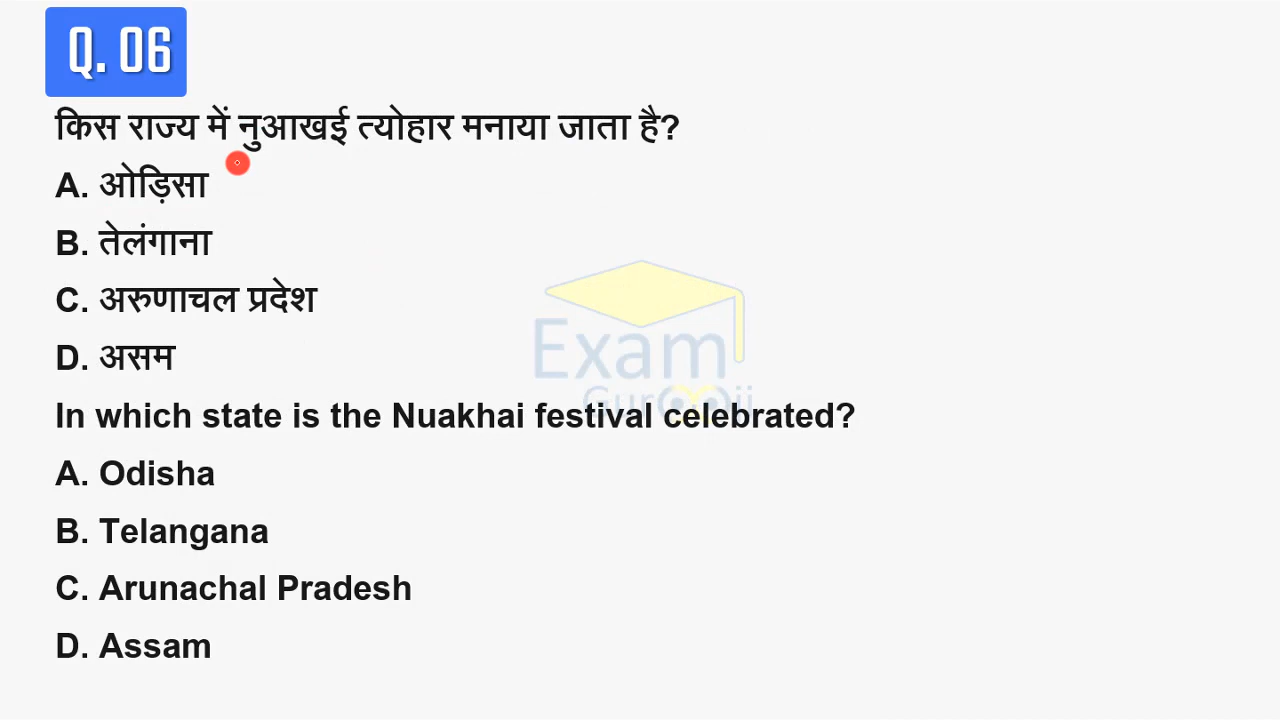 Q. 06
किस राज्य में नुआखई त्योहार मनाया जाता है?
A. ओड़िसा
B. तेलंगाना
C. अरुणाचल प्रदेश
D. असम
Exam
Gurooji
In which state is the Nuakhai festival celebrated?
A. Odisha
B. Telangana
C. Arunachal Pradesh
D. Assam